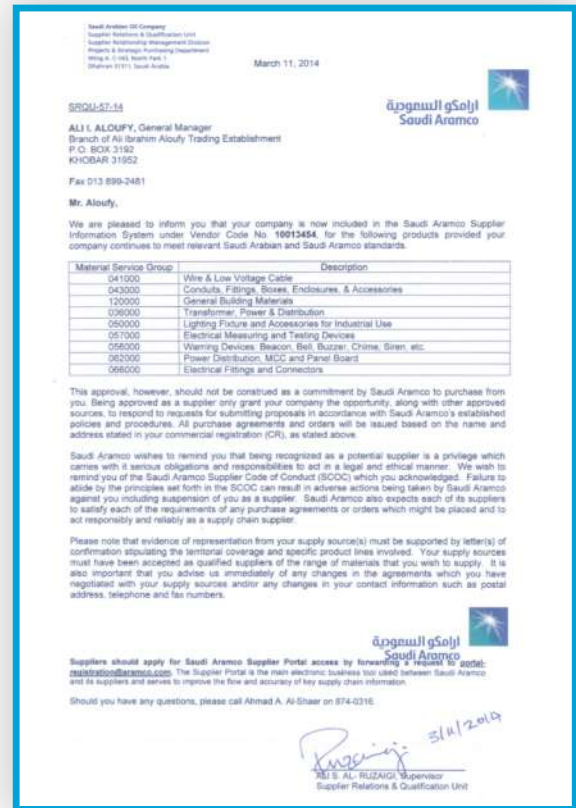 Saudi Arabian Oil Company
Supplier Relations & Qualification Unit
Supplier Relationship Management Division
Projects & Strategic Purchasing Department
Wing A, C-143, North Park 1
Dhahran 31311, Saudi Arabia
March 11, 2014
SRQU-57-14
أرامكو السعودية
Saudi Aramco
ALI I. ALOUFY, General Manager
Branch of Ali Ibrahim Aloufy Trading Establishment
P.O. BOX 3192
KHOBAR 31952
Fax 013 899-2481
Mr. Aloufy,
We are pleased to inform you that your company is now included in the Saudi Aramco Supplier
Information System under Vendor Code No. 10013454, for the following products provided your
company continues to meet relevant Saudi Arabian and Saudi Aramco standards.
Material Service Group Description
041000 Wire & Low Voltage Cable
043000 Conduits, Fittings, Boxes, Enclosures, & Accessories
120000 General Building Materials
036000 Transformer, Power & Distribution
050000 Lighting Fixture and Accessories for Industrial Use
057000 Electrical Measuring and Testing Devices
056000 Warning Devices: Beacon, Bell, Buzzer, Chime, Siren, etc.
062000 Power Distribution, MCC and Panel Board
066000 Electrical Fittings and Connectors
This approval, however, should not be construed as a commitment by Saudi Aramco to purchase from
you. Being approved as a supplier only grant your company the opportunity, along with other approved
sources, to respond to requests for submitting proposals in accordance with Saudi Aramco's established
policies and procedures. All purchase agreements and orders will be issued based on the name and
address stated in your commercial registration (CR), as stated above.
Saudi Aramco wishes to remind you that being recognized as a potential supplier is a privilege which
carries with it serious obligations and responsibilities to act in a legal and ethical manner. We wish to
remind you of the Saudi Aramco Supplier Code of Conduct (SCOC) which you acknowledged. Failure to
abide by the principles set forth in the SCOC can result in adverse actions being taken by Saudi Aramco
against you including suspension of you as a supplier. Saudi Aramco also expects each of its suppliers
to satisfy each of the requirements of any purchase agreements or orders which might be placed and to
act responsibly and reliably as a supply chain supplier.
Please note that evidence of representation from your supply source(s) must be supported by letter(s) of
confirmation stipulating the territorial coverage and specific product lines involved. Your supply sources
must have been accepted as qualified suppliers of the range of materials that you wish to supply. It is
also important that you advise us immediately of any changes in the agreements which you have
negotiated with your supply sources and/or any changes in your contact information such as postal
address, telephone and fax numbers.
أرامكو السعودية
Saudi Aramco
Suppliers should apply for Saudi Aramco Supplier Portal access by forwarding a request to portal-
registration@aramco.com. The Supplier Portal is the main electronic business tool used between Saudi Aramco
and its suppliers and serves to improve the flow and accuracy of key supply chain information.
Should you have any questions, please call Ahmad A. Al-Shaer on 874-0316.
3/11/2014
ALI S. AL-RUZAIGI, Supervisor
Supplier Relations & Qualification Unit